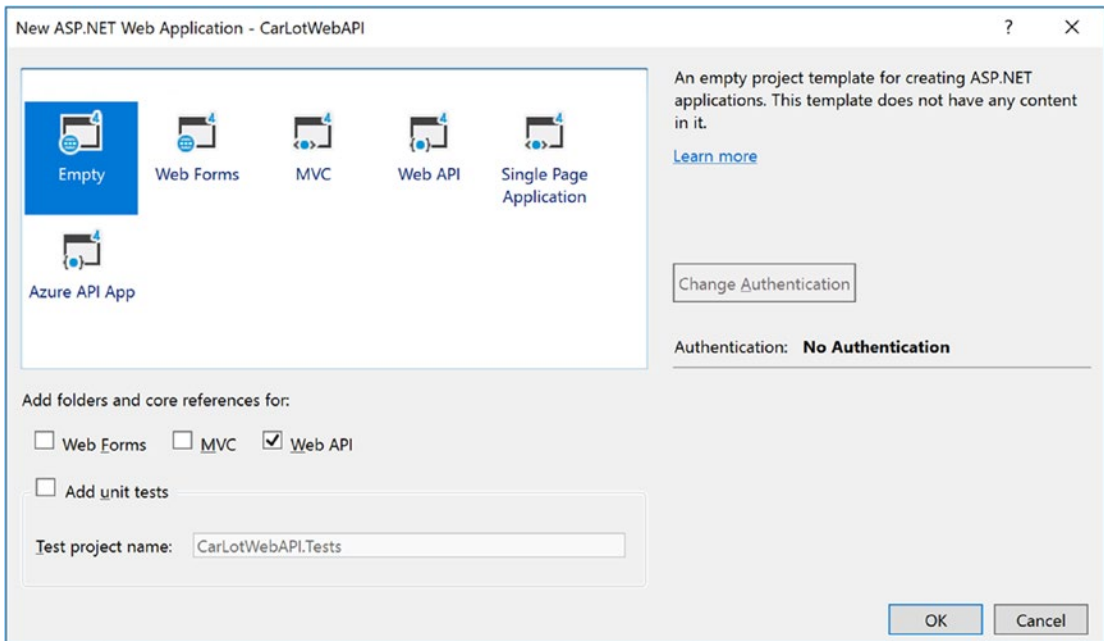 New ASP.NET Web Application - CarLotWebAPI
?
4
Empty
4
Web Forms
4
MVC
4
Web API
4
Single Page
Application
4
Azure API App
An empty project template for creating ASP.NET
applications. This template does not have any content
in it.
Learn more
Change Authentication
Authentication: No Authentication
Add folders and core references for:
Web Forms MVC Web API
Add unit tests
Test project name: CarLotWebAPI.Tests
OK Cancel